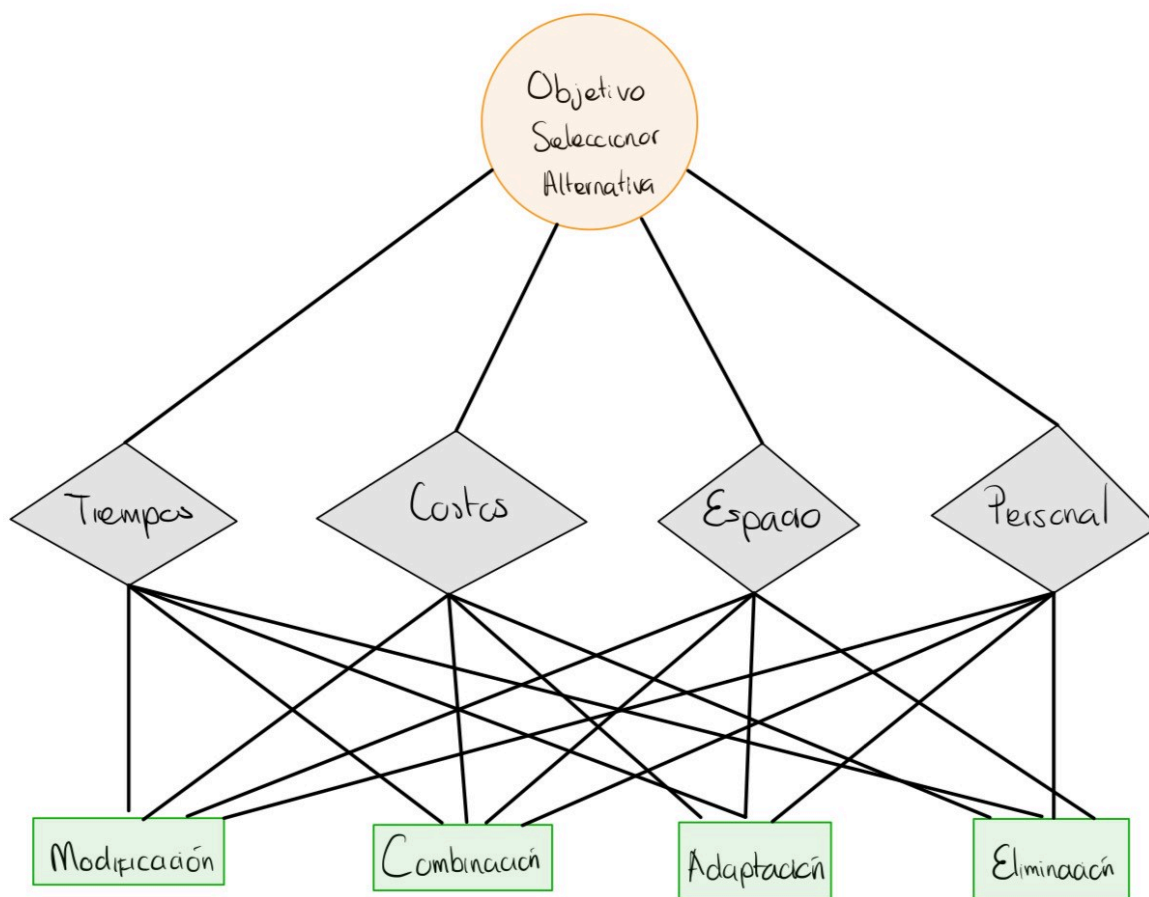 Objetivo
Seleccionar
Alternativa
Tiempos
Costos
Espacio
Personal
Modificación
Combinación
Adaptación
Eliminación